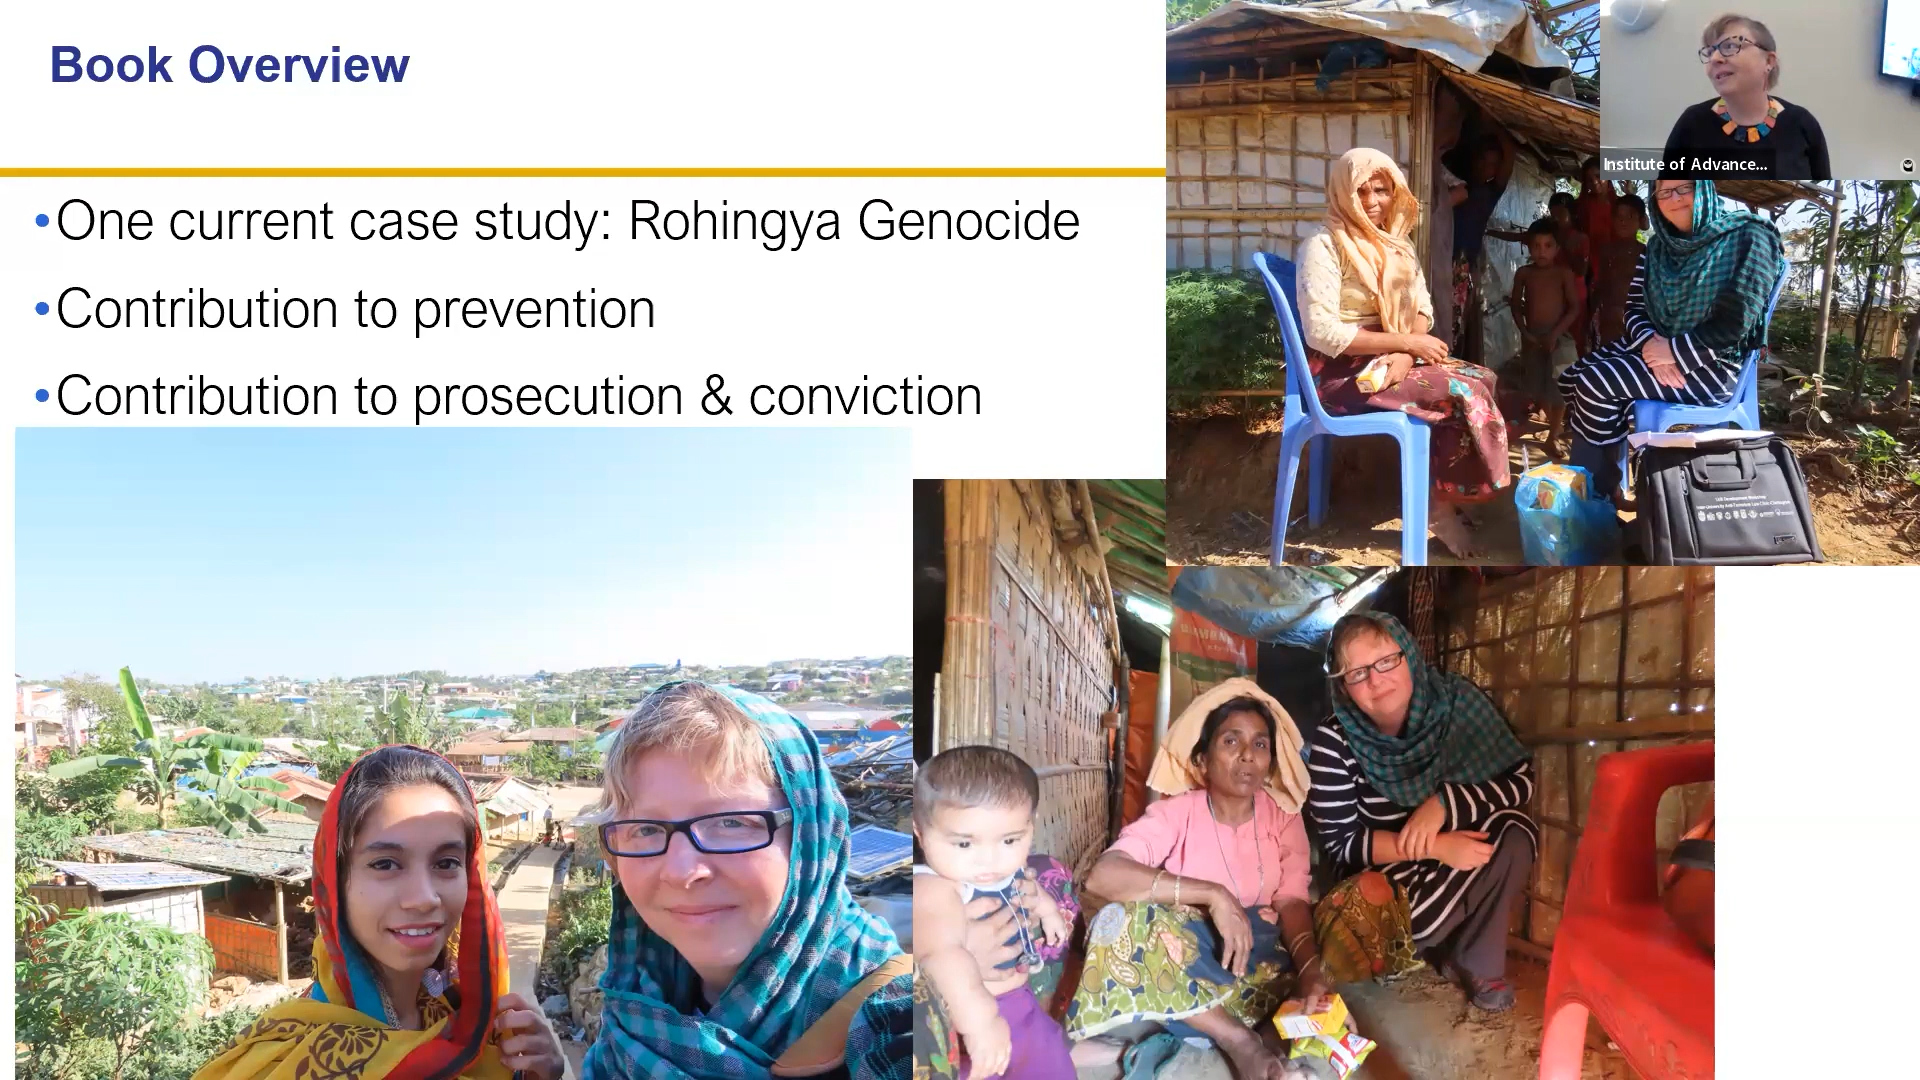 Book Overview
•One current case study: Rohingya Genocide
•Contribution to prevention
•Contribution to prosecution & conviction
Institute of Advance...